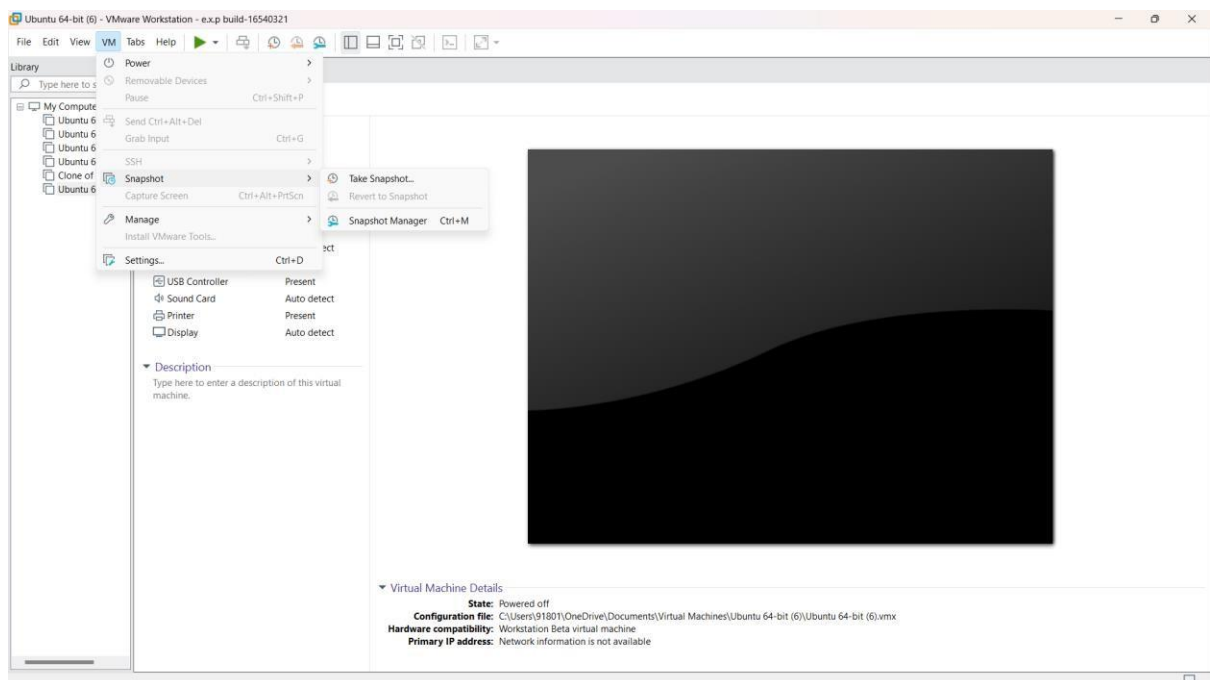 Ubuntu 64-bit (6) - VMware Workstation - e.x.p build-16540321
File Edit View VM Tabs Help
Library
Type here to s
My Compute
Ubuntu 6
Ubuntu 6
Ubuntu 6
Ubuntu 6
Clone of
Ubuntu 6
Power
Removable Devices
Pause Ctrl+Shift+P
Send Ctrl+Alt+Del
Grab Input Ctrl+G
SSH
Snapshot
Capture Screen Ctrl+Alt+PrtScn
Manage
Install VMware Tools...
Settings... Ctrl+D
Take Snapshot...
Revert to Snapshot
Snapshot Manager Ctrl+M
ect
USB Controller Present
Sound Card Auto detect
Printer Present
Display Auto detect
Description
Type here to enter a description of this virtual
machine.
Virtual Machine Details
State: Powered off
Configuration file: C:\Users\91801\OneDrive\Documents\Virtual Machines\Ubuntu 64-bit (6)\Ubuntu 64-bit (6).vmx
Hardware compatibility: Workstation Beta virtual machine
Primary IP address: Network information is not available